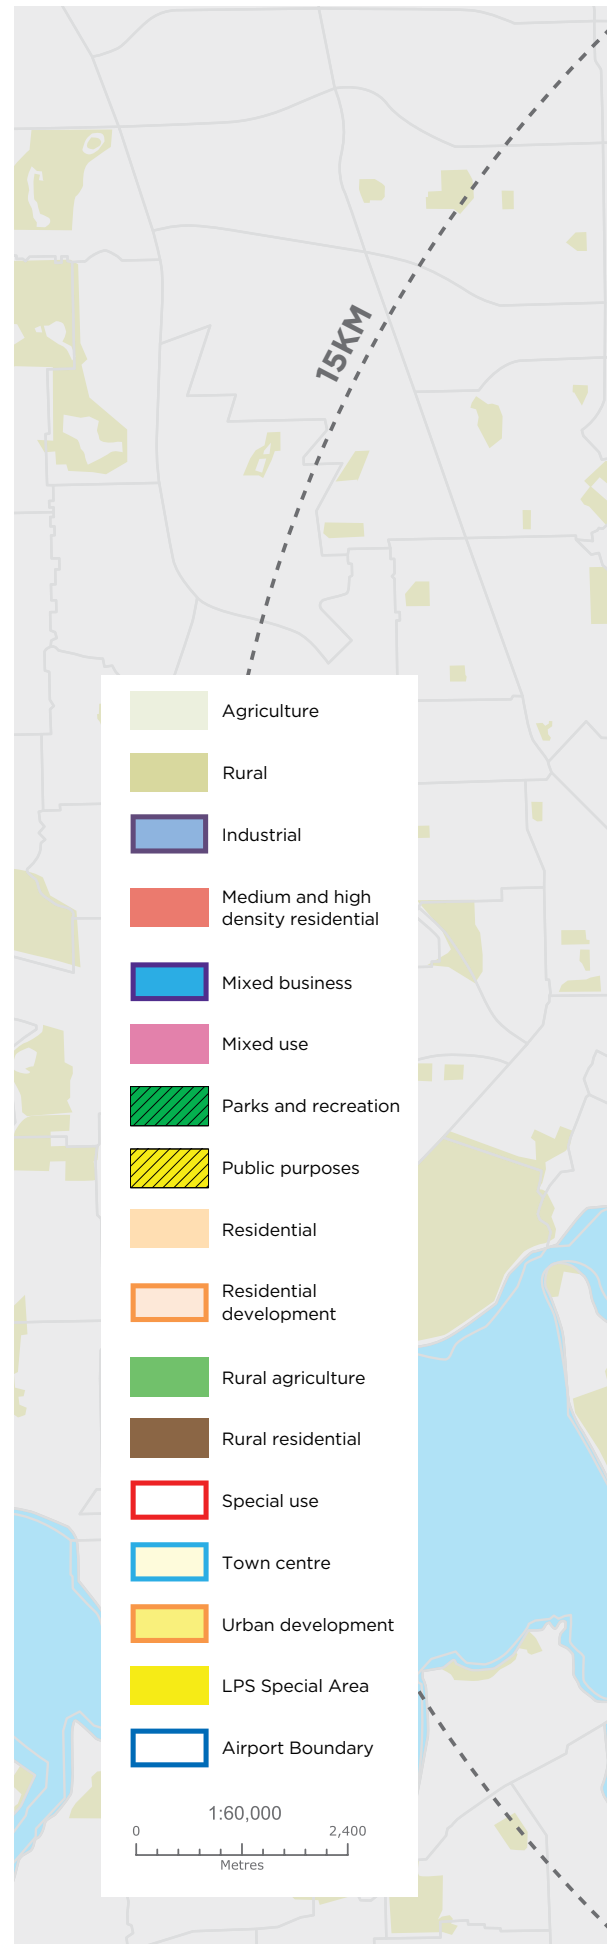 15KM
Agriculture
Rural
Industrial
Medium and high
density residential
Mixed business
Mixed use
Parks and recreation
Public purposes
Residential
Residential
development
Rural agriculture
Rural residential
Special use
Town centre
Urban development
LPS Special Area
Airport Boundary
1:60,000
0 2,400
Metres